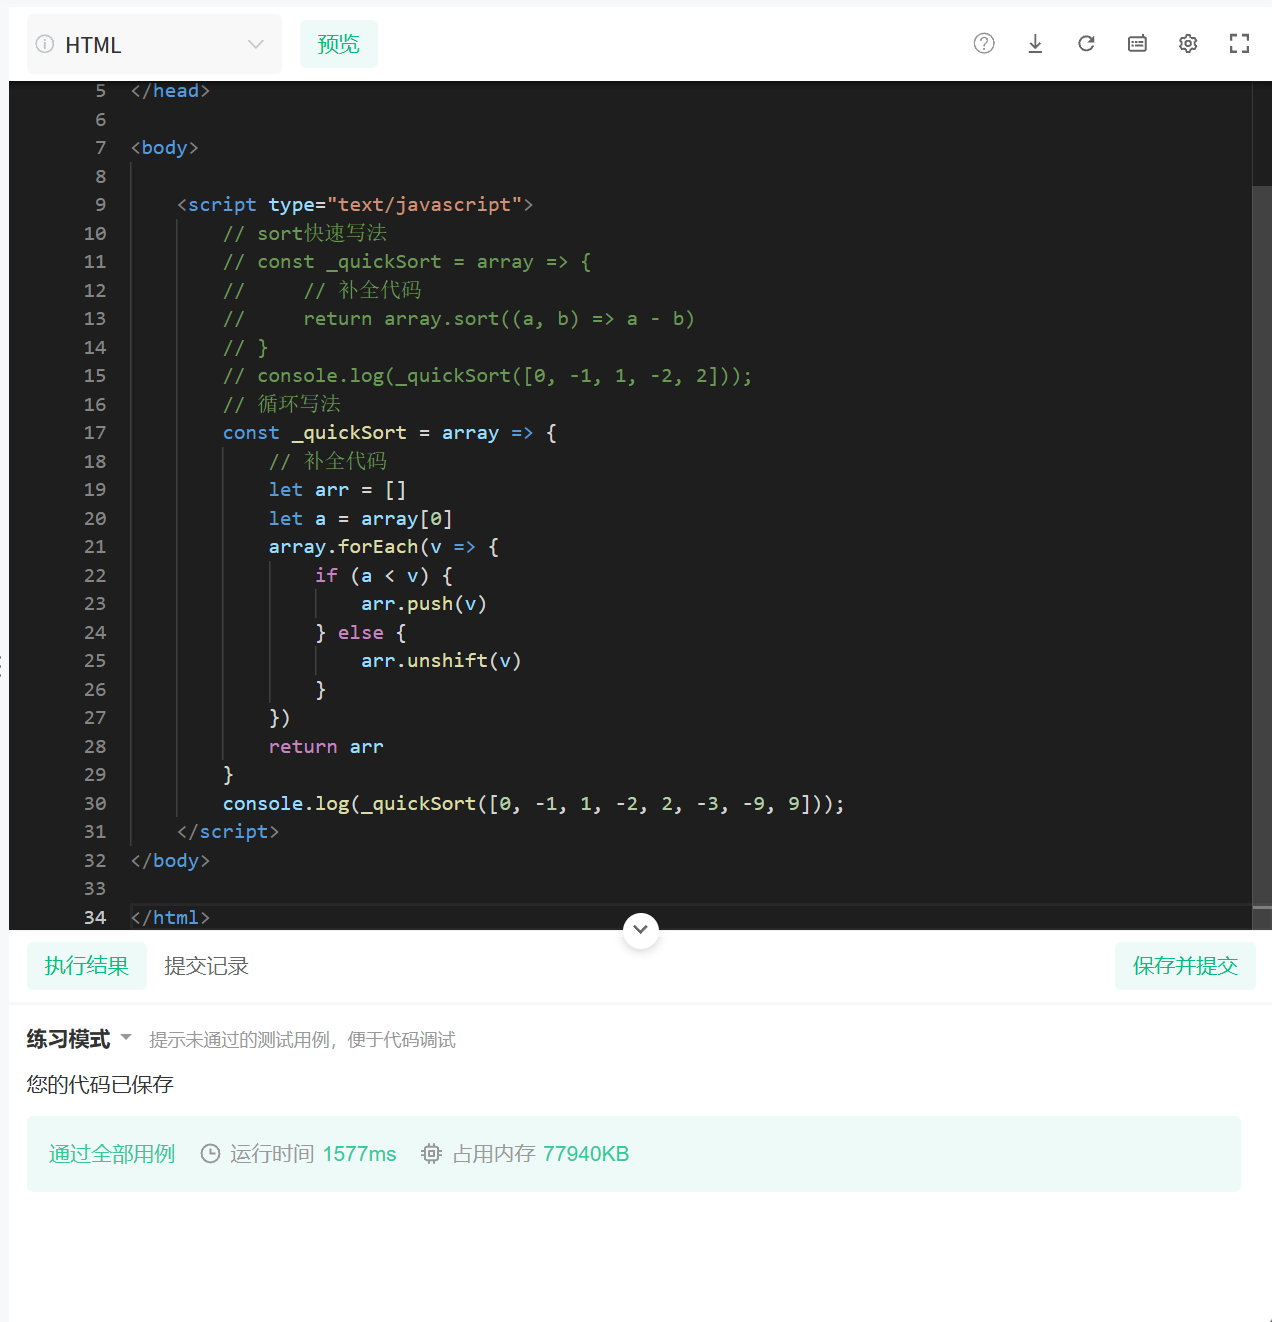 HTML
预览
5 </head>
6
7 <body>
8
9 <script type="text/javascript">
10 // sort快速写法
11 // const _quickSort = array => {
12 //     // 补全代码
13 //     return array.sort((a, b) => a - b)
14 // }
15 // console.log(_quickSort([0, -1, 1, -2, 2]));
16 // 循环写法
17 const _quickSort = array => {
18 // 补全代码
19 let arr = []
20 let a = array[0]
21 array.forEach(v => {
22 if (a < v) {
23 arr.push(v)
24 } else {
25 arr.unshift(v)
26 }
27 })
28 return arr
29 }
30 console.log(_quickSort([0, -1, 1, -2, 2, -3, -9, 9]));
31 </script>
32 </body>
33
34 </html>
执行结果 提交记录 保存并提交
练习模式 提示未通过的测试用例，便于代码调试
您的代码已保存
通过全部用例 运行时间 1577ms 占用内存 77940KB